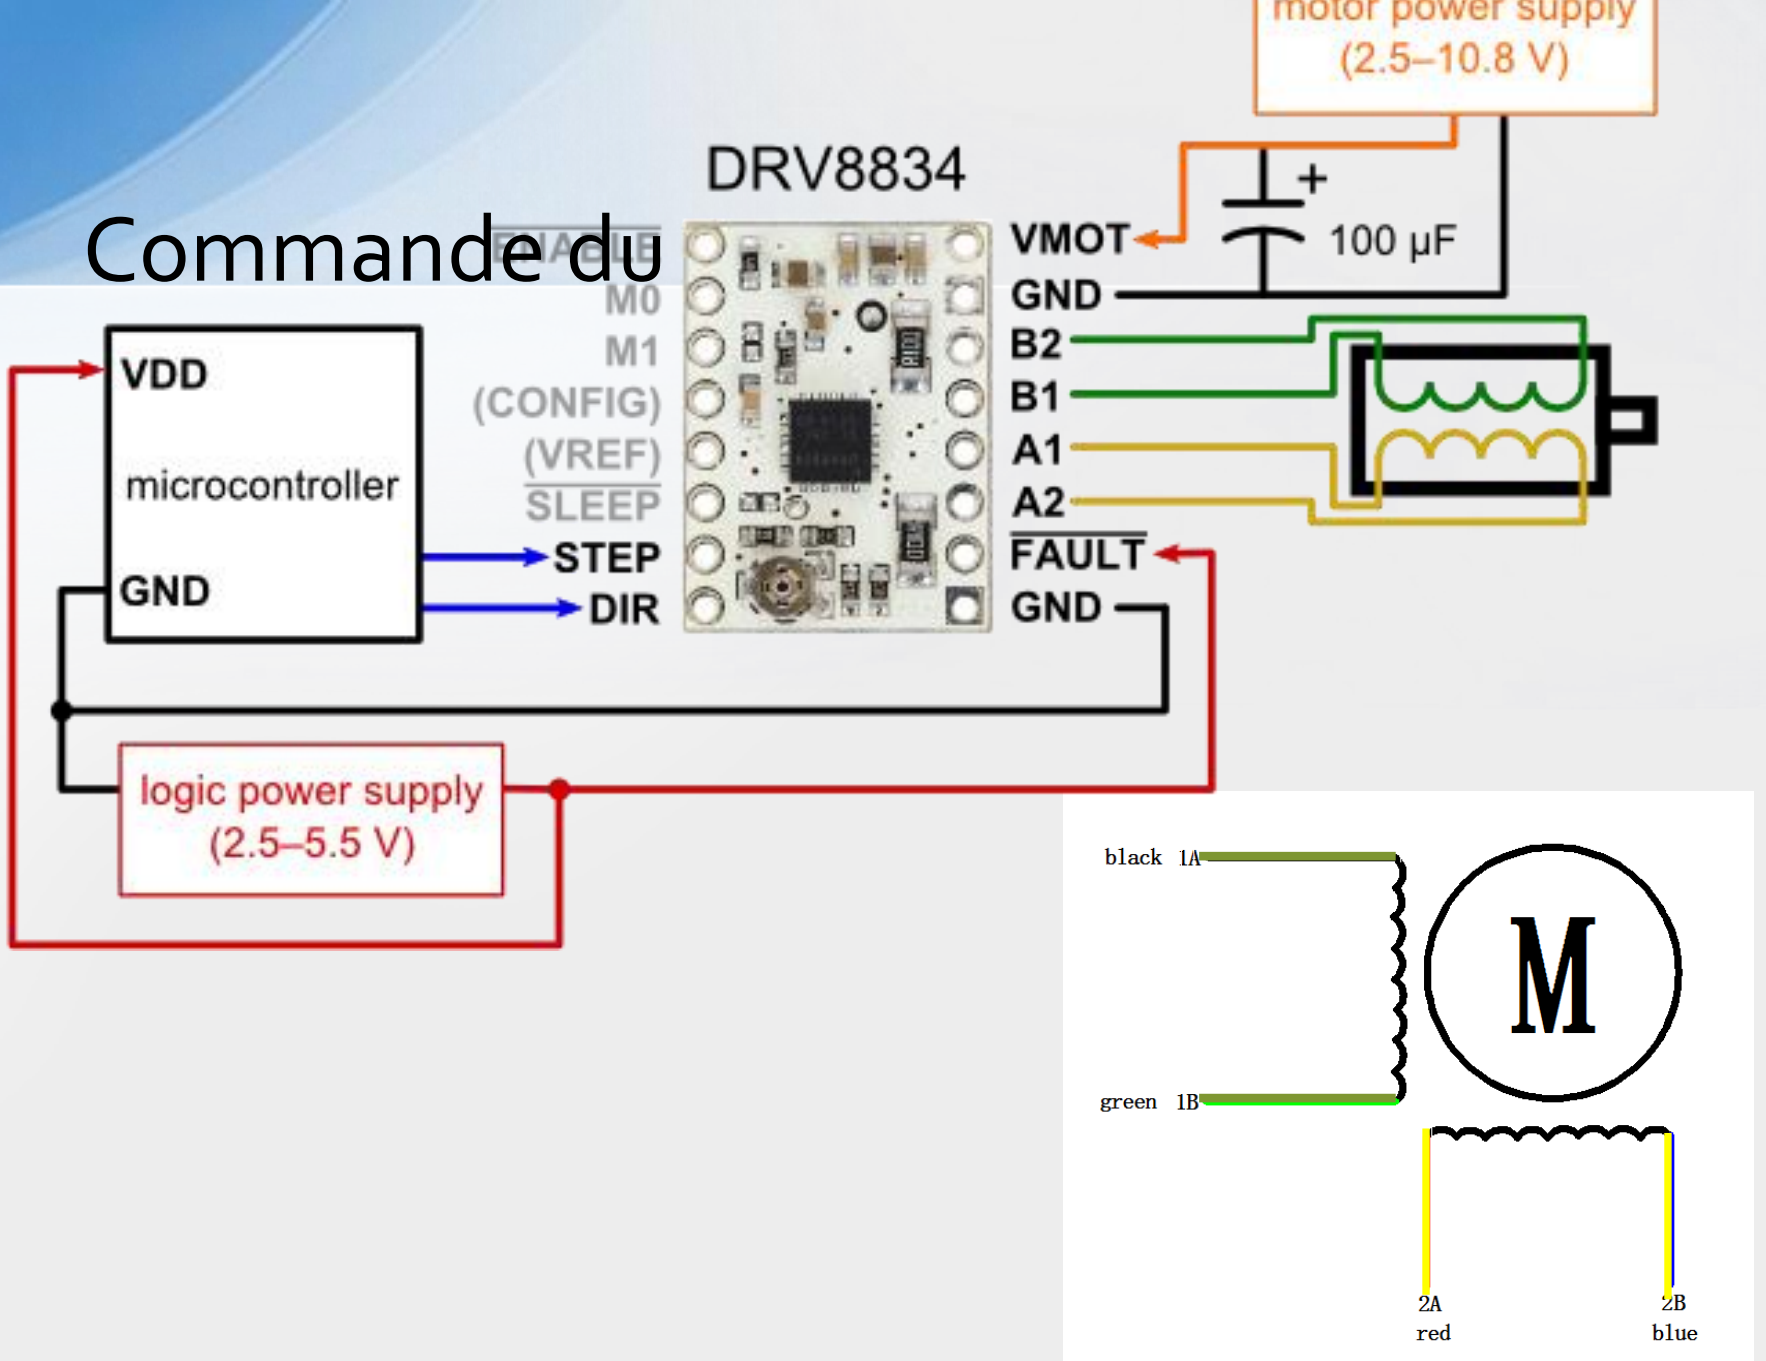 motor power supply
(2.5–10.8 V)
DRV8834
Commande du
ENABLE
M0
M1
(CONFIG)
(VREF)
SLEEP
STEP
DIR
VMOT
GND
B2
B1
A1
A2
FAULT
GND
+
100 µF
VDD
microcontroller
GND
logic power supply
(2.5–5.5 V)
black 1A
M
green 1B
2A
red
2B
blue